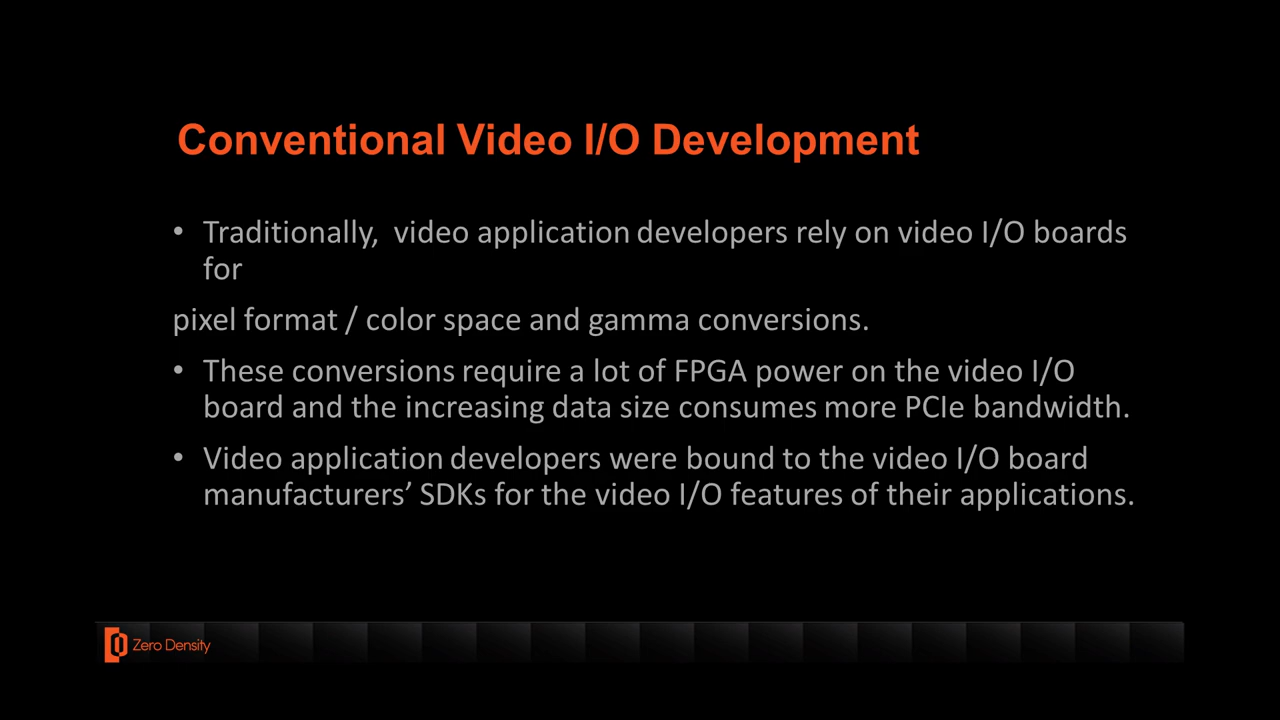 Conventional Video I/O Development
• Traditionally,  video application developers rely on video I/O boards
for
pixel format / color space and gamma conversions.
• These conversions require a lot of FPGA power on the video I/O
board and the increasing data size consumes more PCIe bandwidth.
• Video application developers were bound to the video I/O board
manufacturers’ SDKs for the video I/O features of their applications.
Zero Density